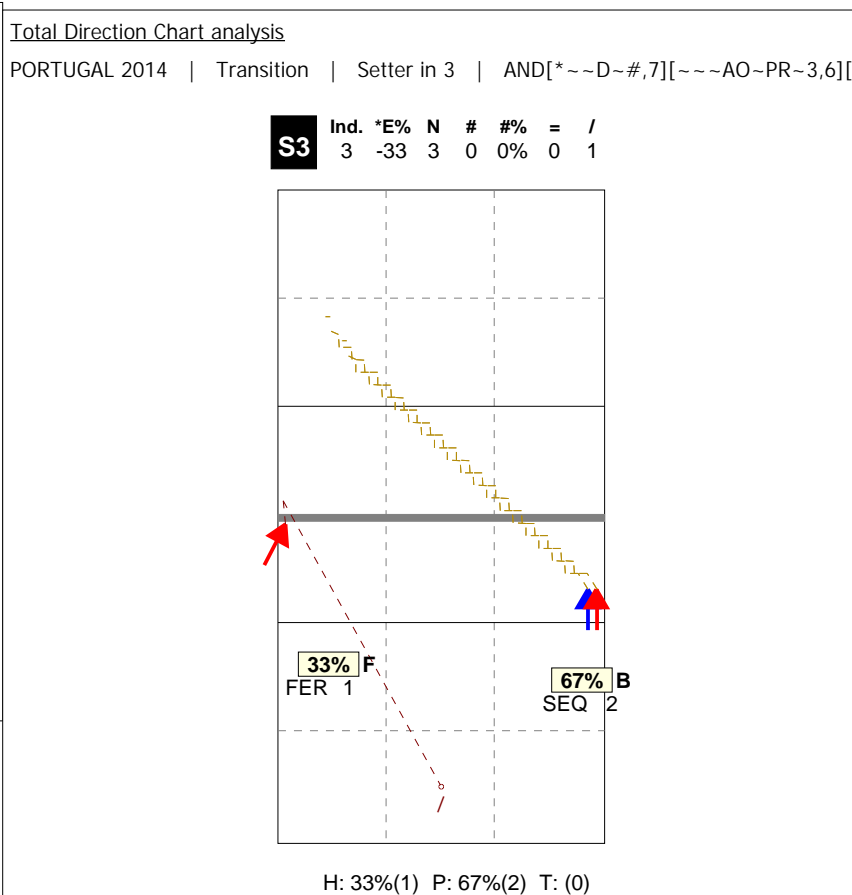 Total Direction Chart analysis
PORTUGAL 2014 | Transition | Setter in 3 | AND[*~~D~#,7][~~~AO~PR~3,6][
S3 Ind. *E% N # #% = /
3 -33 3 0 0% 0 1
33% F
FER 1
67% B
SEQ 2
H: 33%(1) P: 67%(2) T: (0)